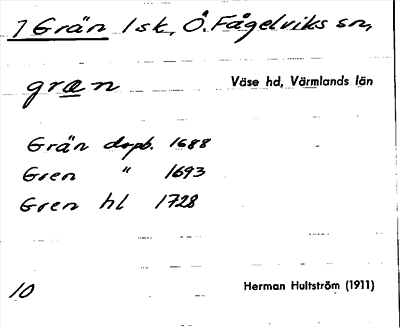 1 Grän 1 sk, Ö. Fågelviks sn,
græn
Väse hd, Värmlands län
Grän dopb. 1688
Gren " 1693
Gren hl 1728
10
Herman Hultström (1911)